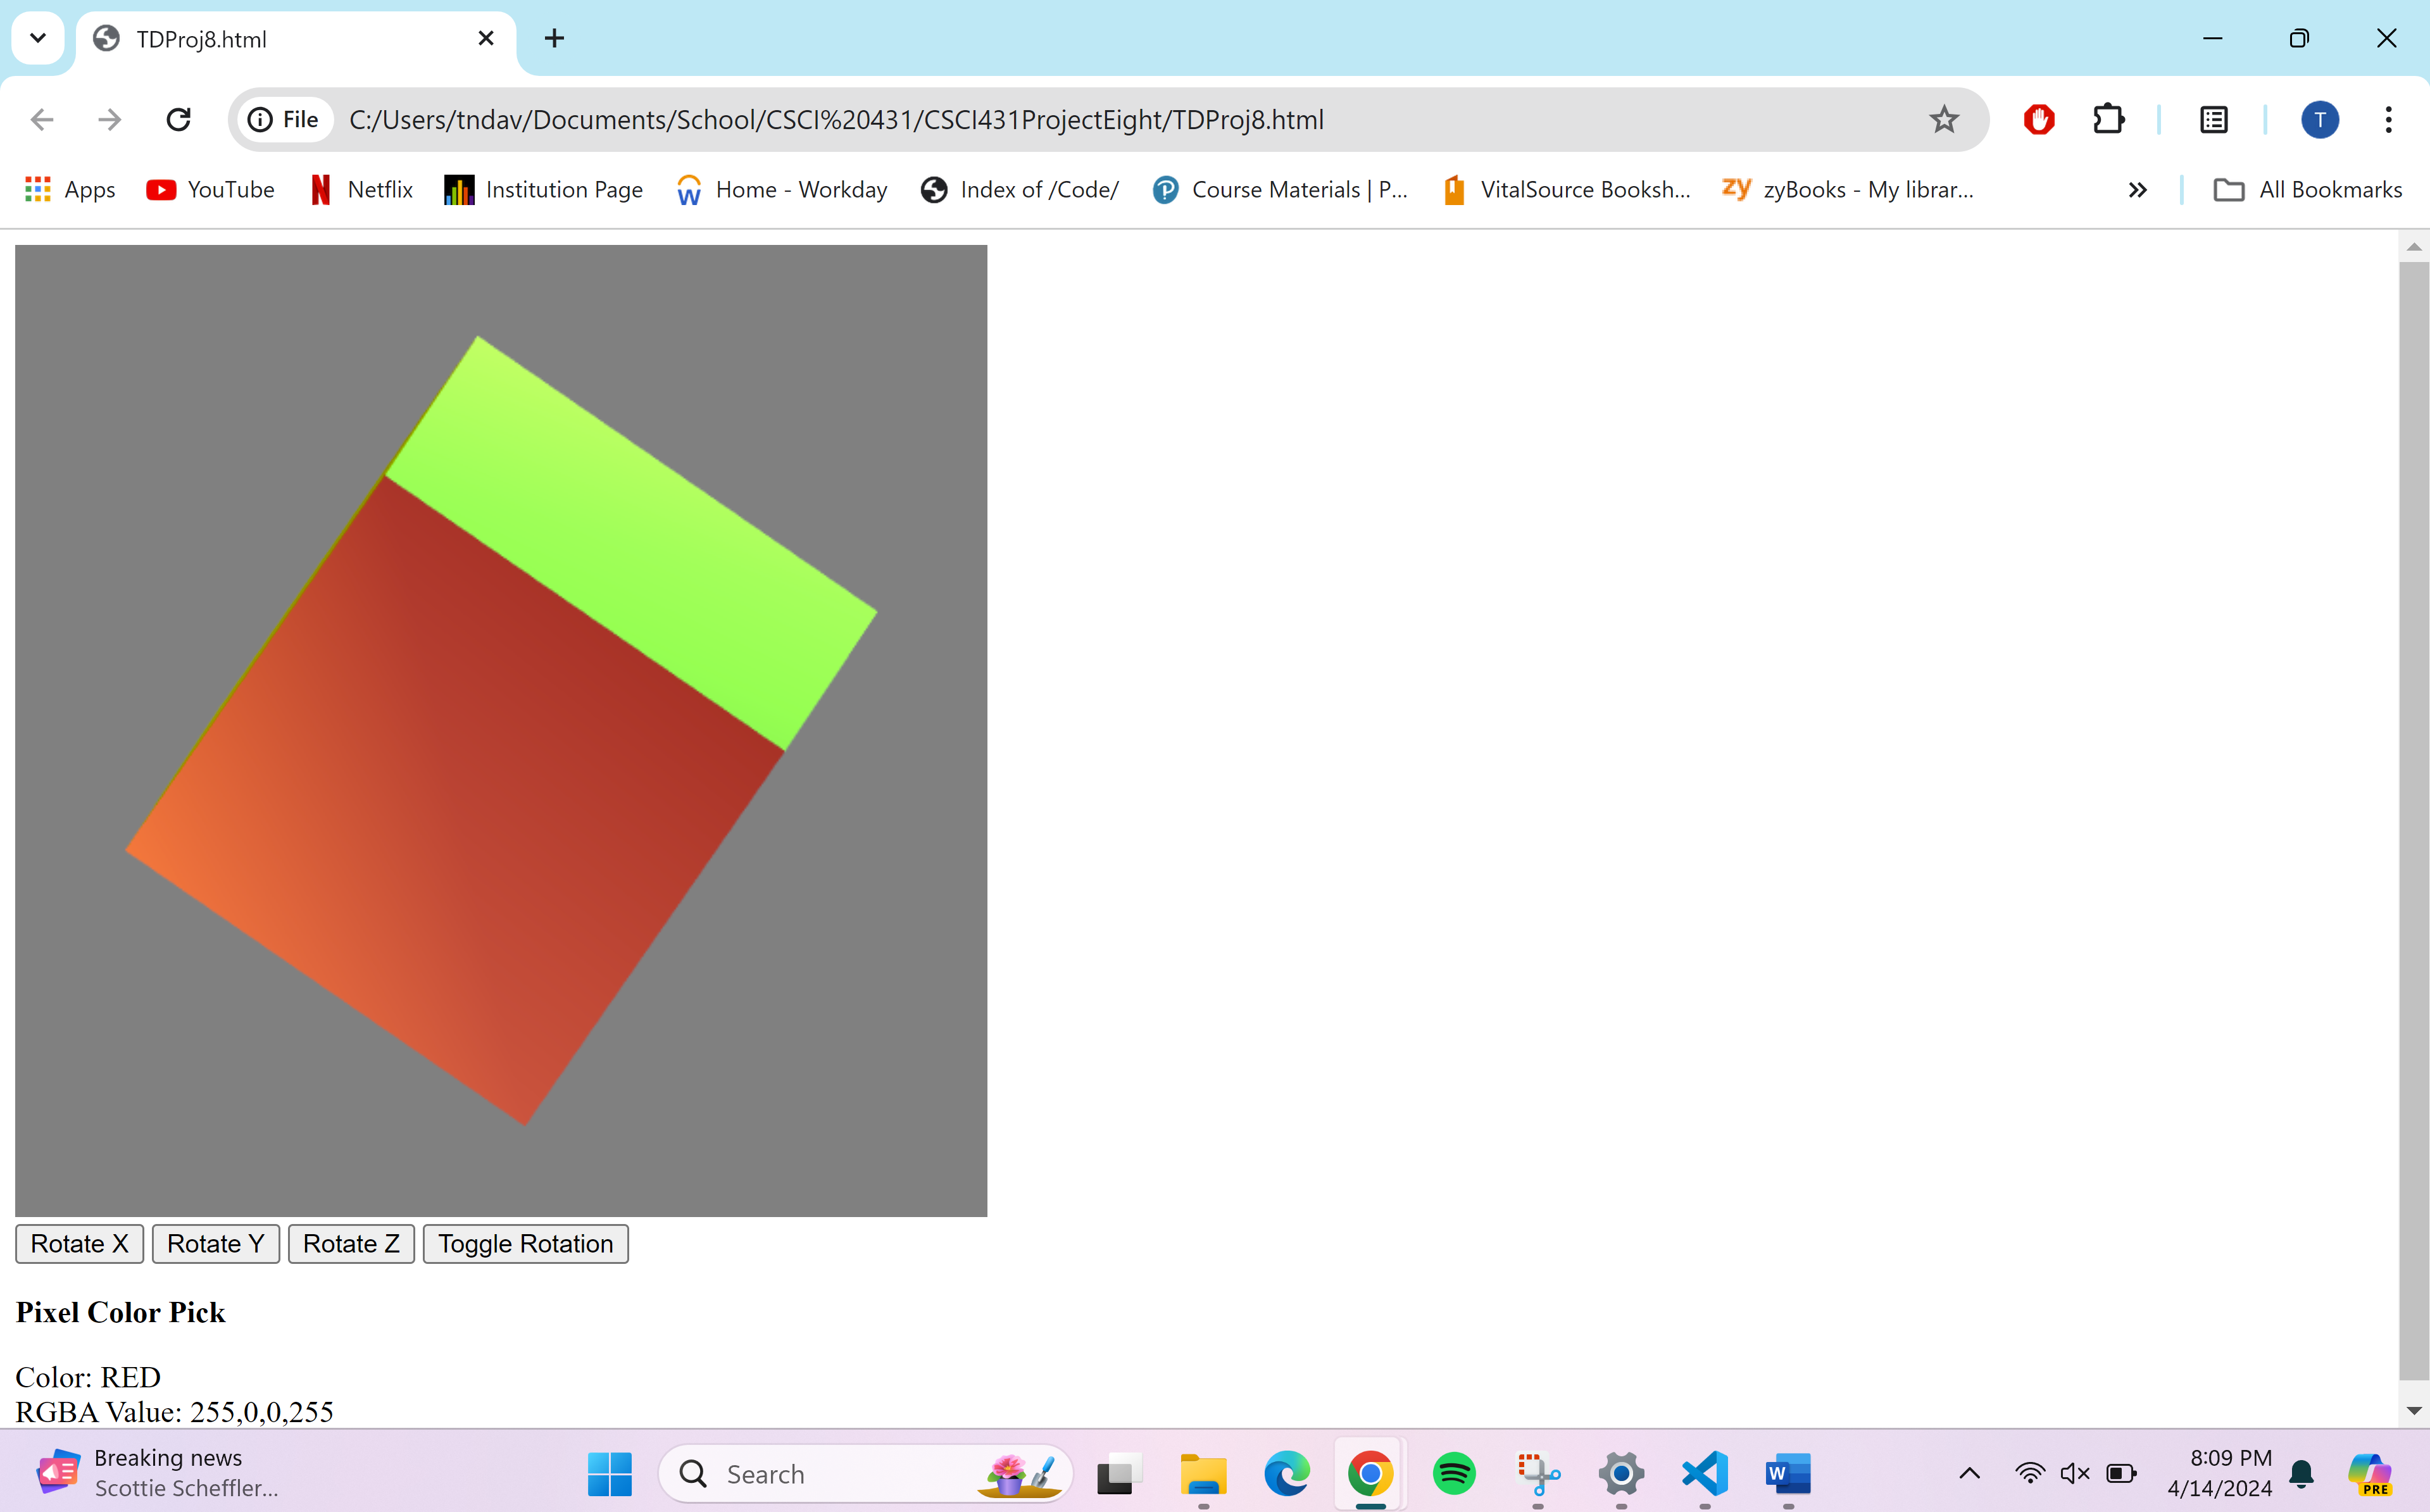 TDProj8.html
File C:/Users/tndav/Documents/School/CSCI%20431/CSCI431ProjectEight/TDProj8.html
T
Apps YouTube Netflix Institution Page Home - Workday Index of /Code/ Course Materials | P... VitalSource Booksh... zy zyBooks - My librar... » All Bookmarks
Rotate X Rotate Y Rotate Z Toggle Rotation
Pixel Color Pick
Color: RED
RGBA Value: 255,0,0,255
Breaking news
Scottie Scheffler...
Search
W
8:09 PM
4/14/2024
PRE